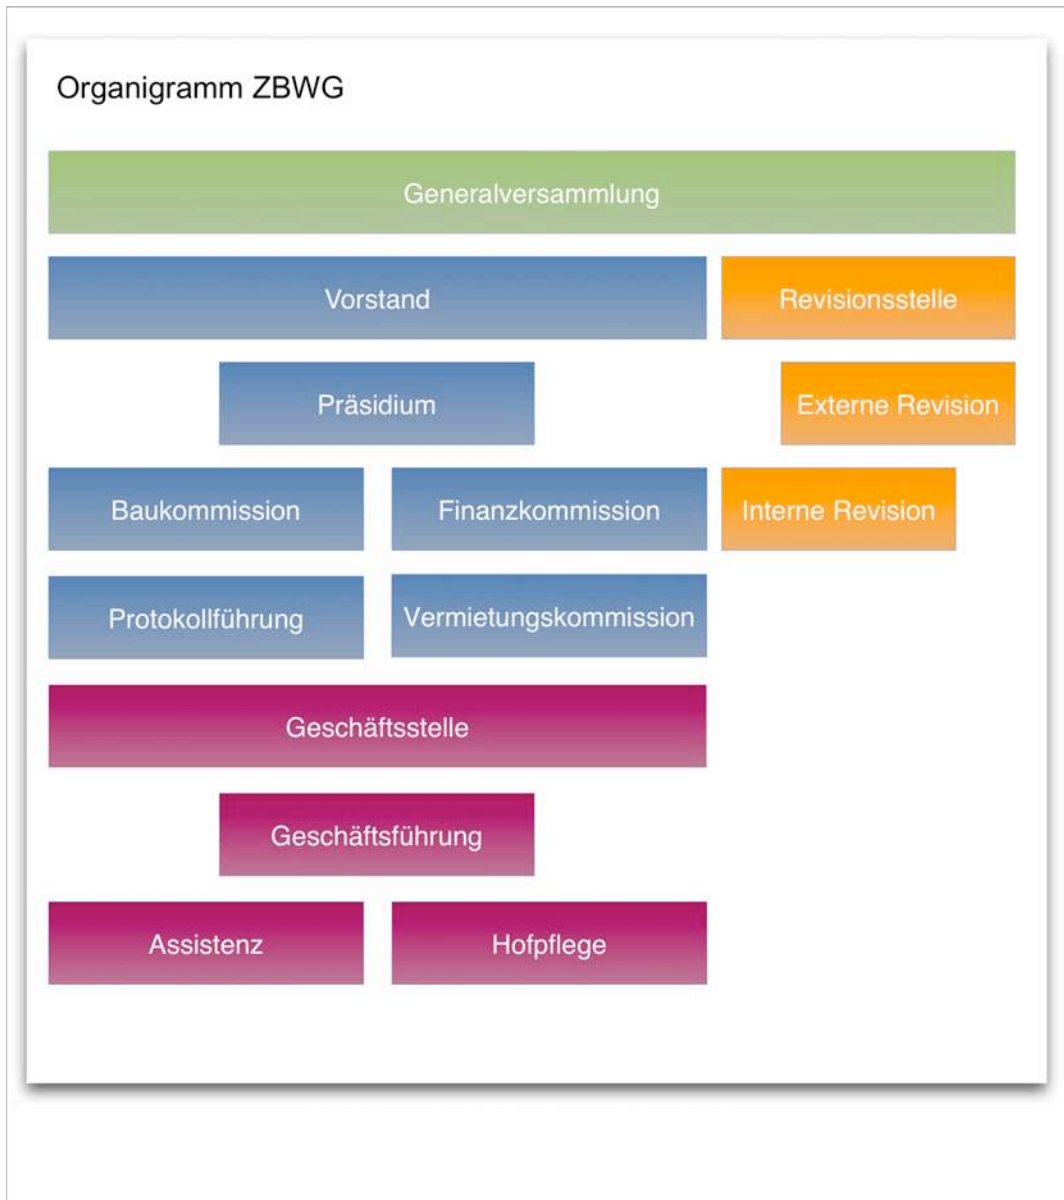 Organigramm ZBWG
Generalversammlung
Vorstand
Revisionsstelle
Präsidium
Externe Revision
Baukommission
Finanzkommission
Interne Revision
Protokollführung
Vermietungskommission
Geschäftsstelle
Geschäftsführung
Assistenz
Hofpflege